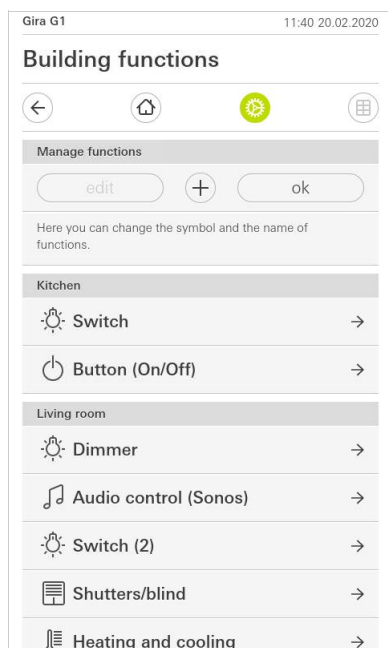 Gira G1 11:40 20.02.2020
Building functions
Manage functions
edit + ok
Here you can change the symbol and the name of
functions.
Kitchen
Switch
Button (On/Off)
Living room
Dimmer
Audio control (Sonos)
Switch (2)
Shutters/blind
Heating and cooling